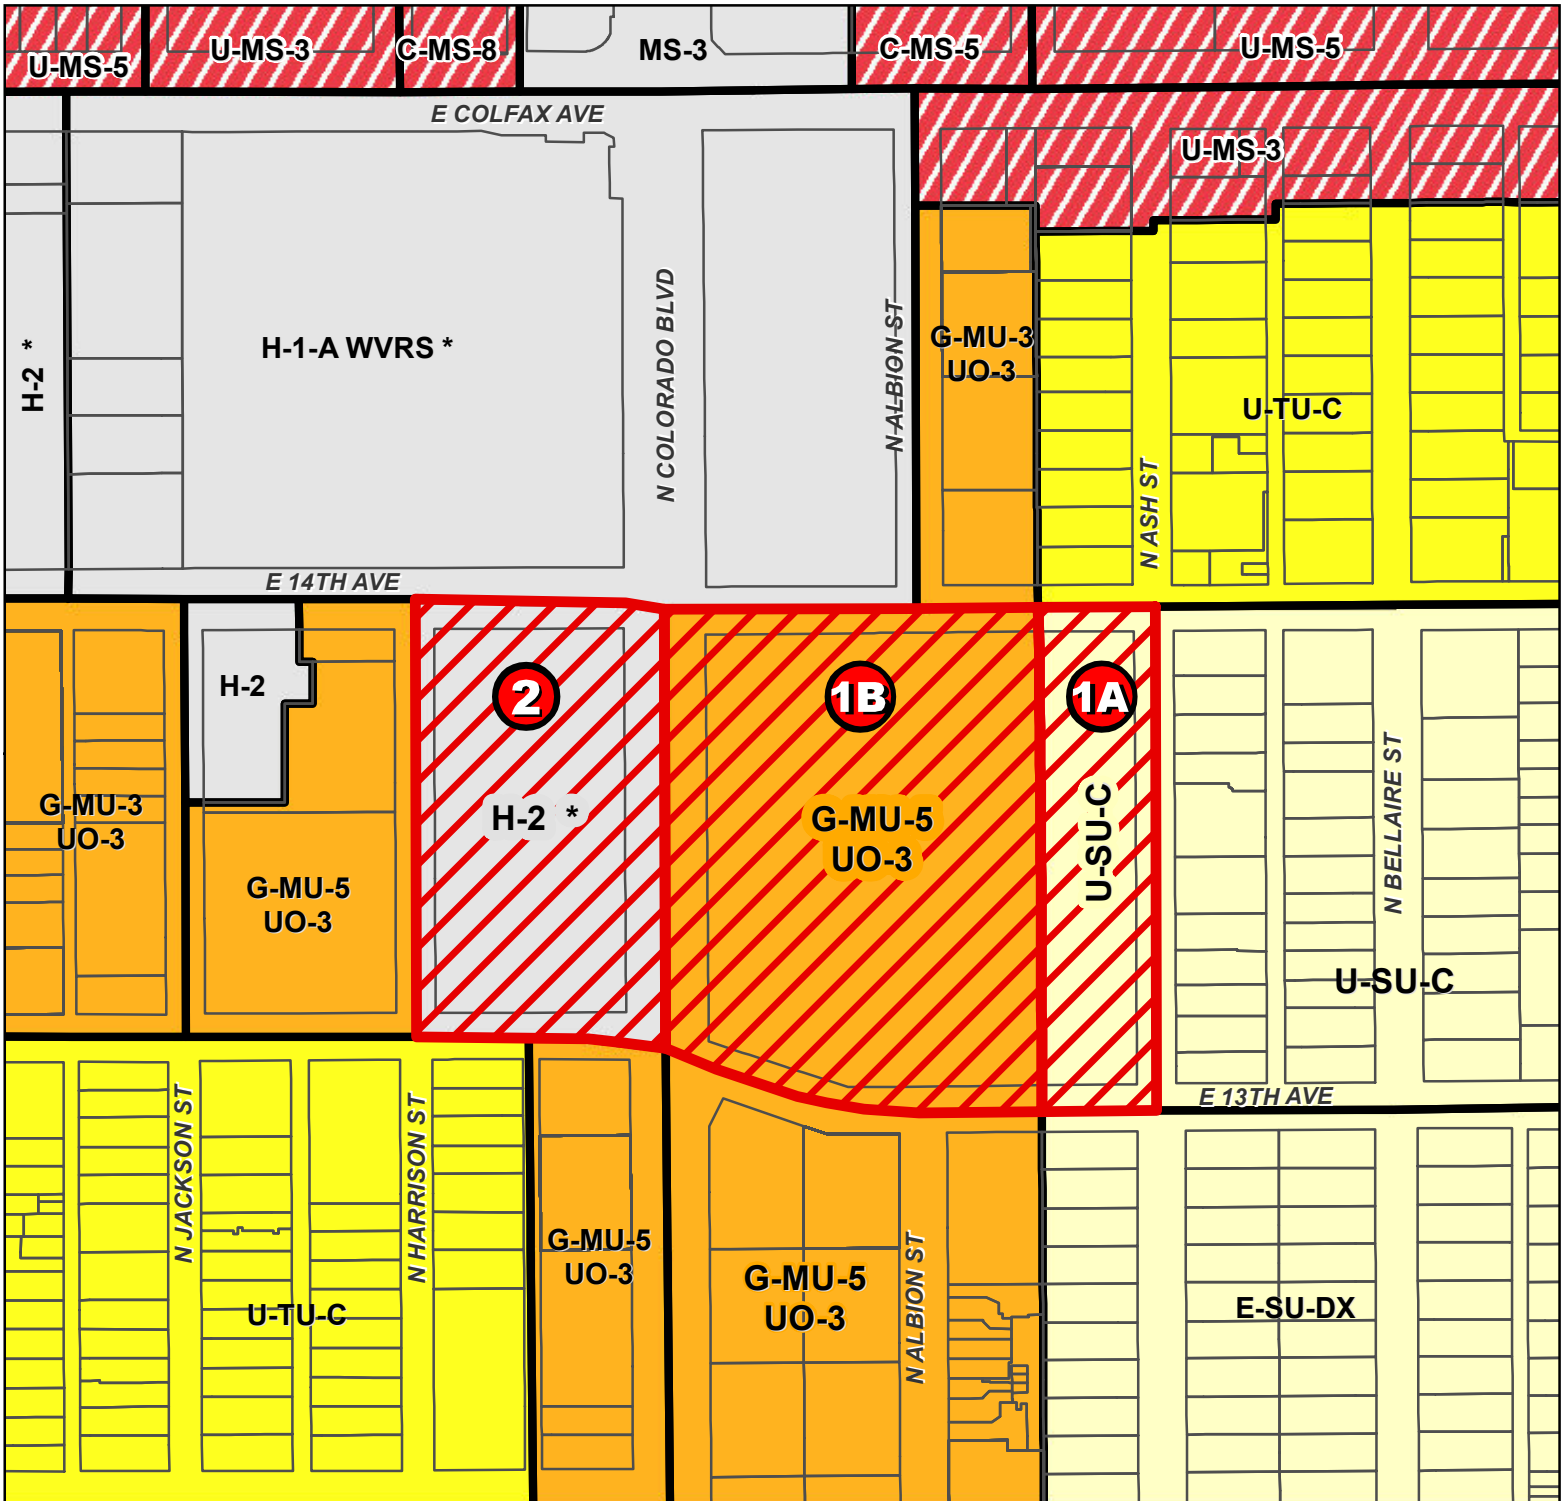 U-MS-5
U-MS-3
C-MS-8
MS-3
C-MS-5
U-MS-5
E COLFAX AVE
U-MS-3
H-2 *
H-1-A WVRS *
N COLORADO BLVD
N ALBION ST
G-MU-3
UO-3
U-TU-C
N ASH ST
E 14TH AVE
H-2
2
1B
1A
G-MU-3
UO-3
G-MU-5
UO-3
H-2 *
G-MU-5
UO-3
U-SU-C
N BELLAIRE ST
U-SU-C
E 13TH AVE
N JACKSON ST
N HARRISON ST
U-TU-C
G-MU-5
UO-3
G-MU-5
UO-3
N ALBION ST
E-SU-DX